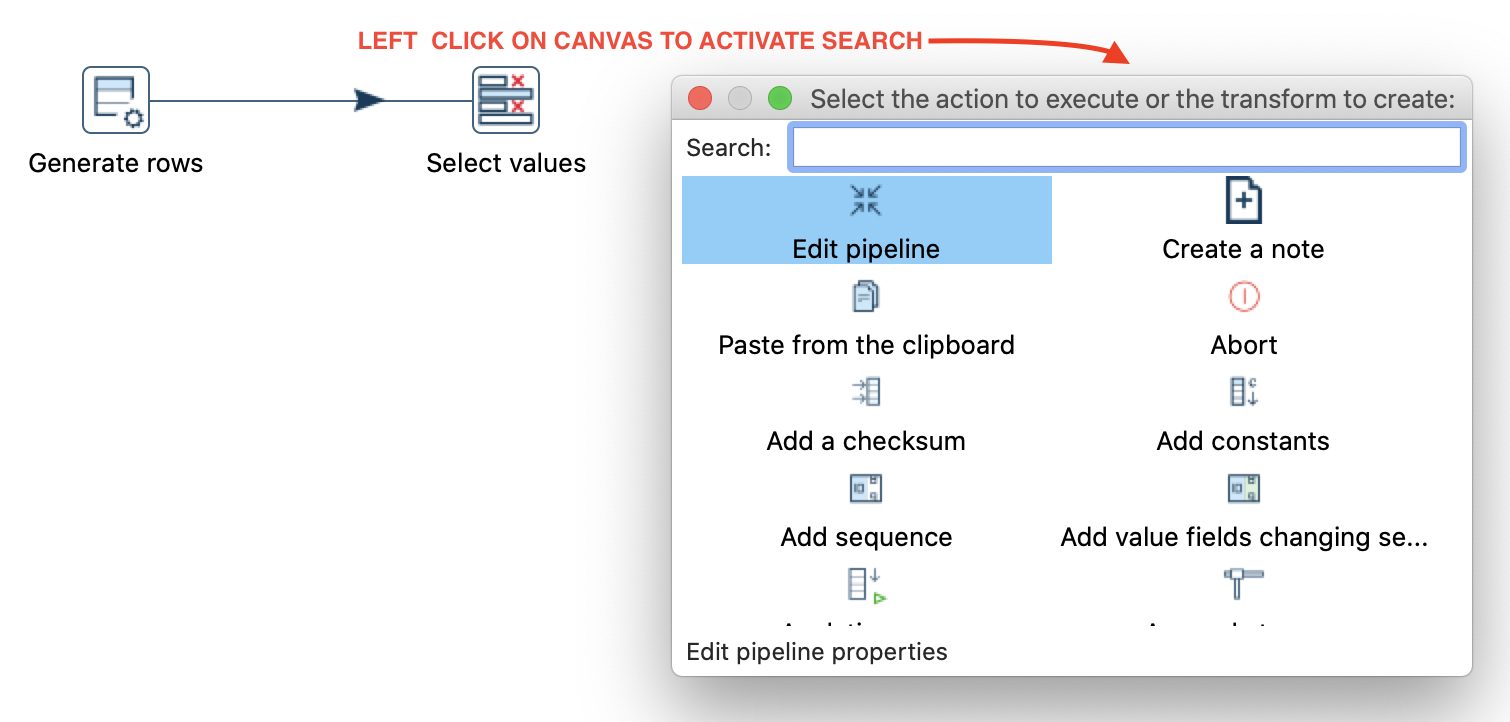 LEFT CLICK ON CANVAS TO ACTIVATE SEARCH
Generate rows
Select values
Select the action to execute or the transform to create:
Search:
Edit pipeline
Create a note
Paste from the clipboard
Abort
Add a checksum
Add constants
Add sequence
Add value fields changing se...
Edit pipeline properties